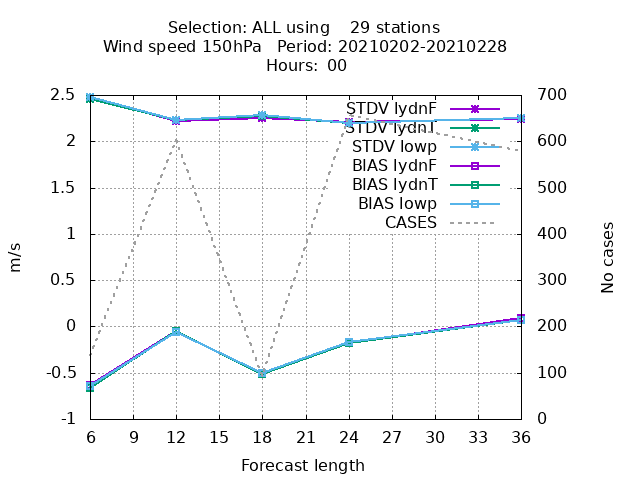 Selection: ALL using 29 stations
Wind speed 150hPa Period: 20210202-20210228
Hours: 00
2.5
2
1.5
1
0.5
0
-0.5
-1
m/s
700
600
500
400
300
200
100
0
No cases
STDV lydnF
STDV lydnT
STDV lowp
BIAS lydnF
BIAS lydnT
BIAS lowp
CASES
6 9 12 15 18 21 24 27 30 33 36
Forecast length